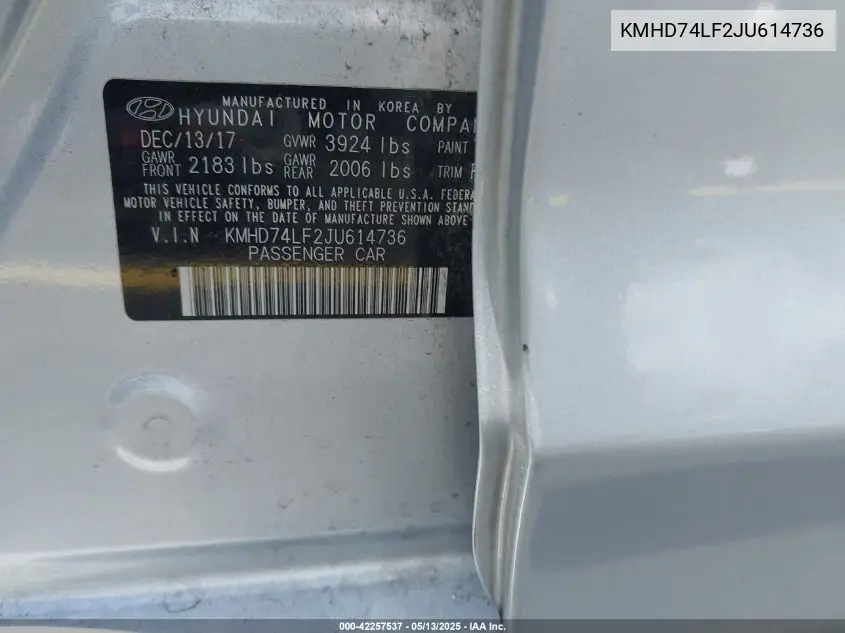 KMHD74LF2JU614736
MANUFACTURED IN KOREA BY
HYUNDAI MOTOR
DEC/13/17 GVWR 3924 lbs PAINT
GAWR FRONT 2183 lbs GAWR REAR 2006 lbs TRIM
THIS VEHICLE CONFORMS TO ALL APPLICABLE U.S.A.
MOTOR VEHICLE SAFETY, BUMPER, AND THEFT PREVENTION
IN EFFECT ON THE DATE OF MANUFACTURE SHOWN ABOVE
V.I.N KMHD74LF2JU614736
PASSENGER CAR
000-42257537 - 05/13/2025 - IAA Inc.